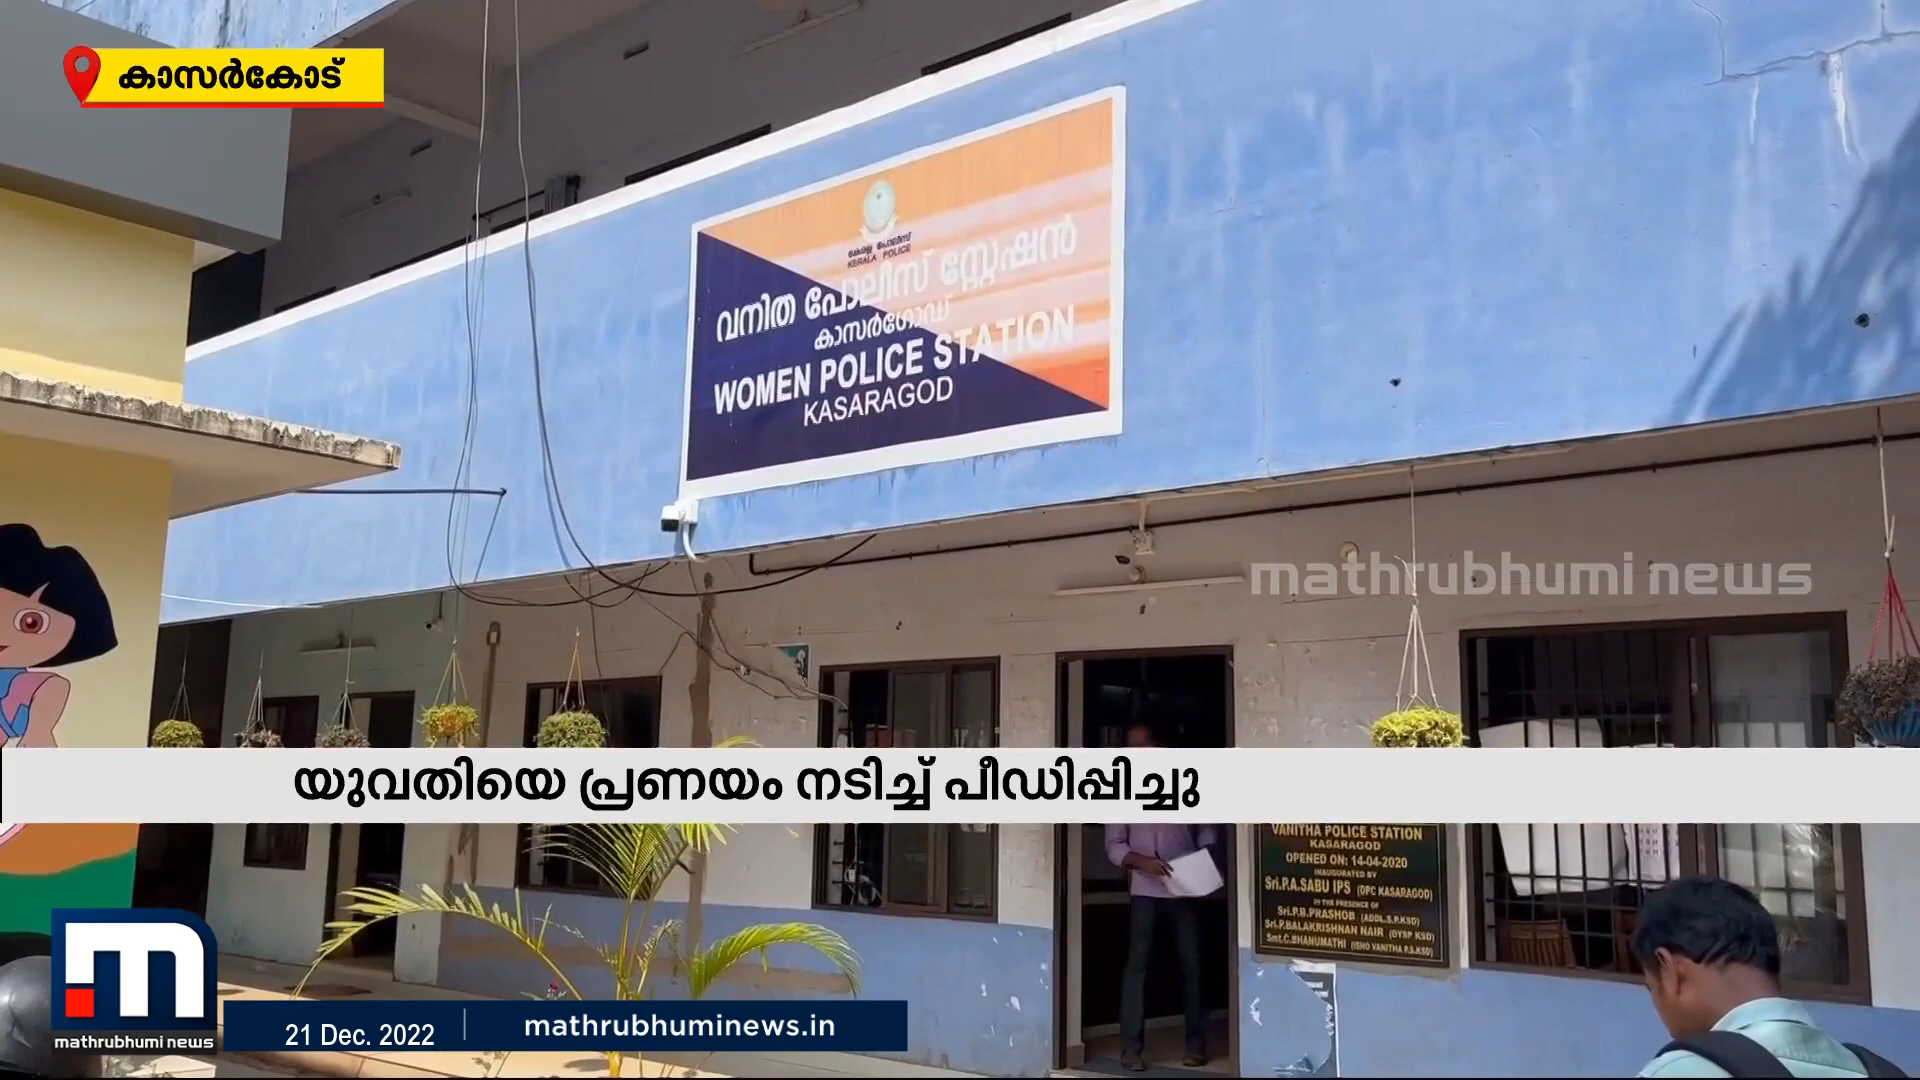 കാസർകോട്
കേരള പോലീസ്
KERALA POLICE
വനിത പോലീസ് സ്റ്റേഷൻ
കാസർഗോഡ്
WOMEN POLICE STATION
KASARAGOD
mathrubhumi news
യുവതിയെ പ്രണയം നടിച്ച് പീഡിപ്പിച്ചു
VANITHA POLICE STATION
KASARAGOD
OPENED ON: 14-04-2020
INAUGURATED BY
Sri.P.A.SABU IPS (DPC KASARAGOD)
IN THE PRESENCE OF
Sri.P.B.PRASHOB (ADDL.S.P.KSD)
Sri.P.BALAKRISHNAN NAIR (DYSP KSD)
Smt.C.BHANUMATHI (ISHO VANITHA P.S.KSD)
mathrubhumi news
21 Dec. 2022
mathrubhuminews.in